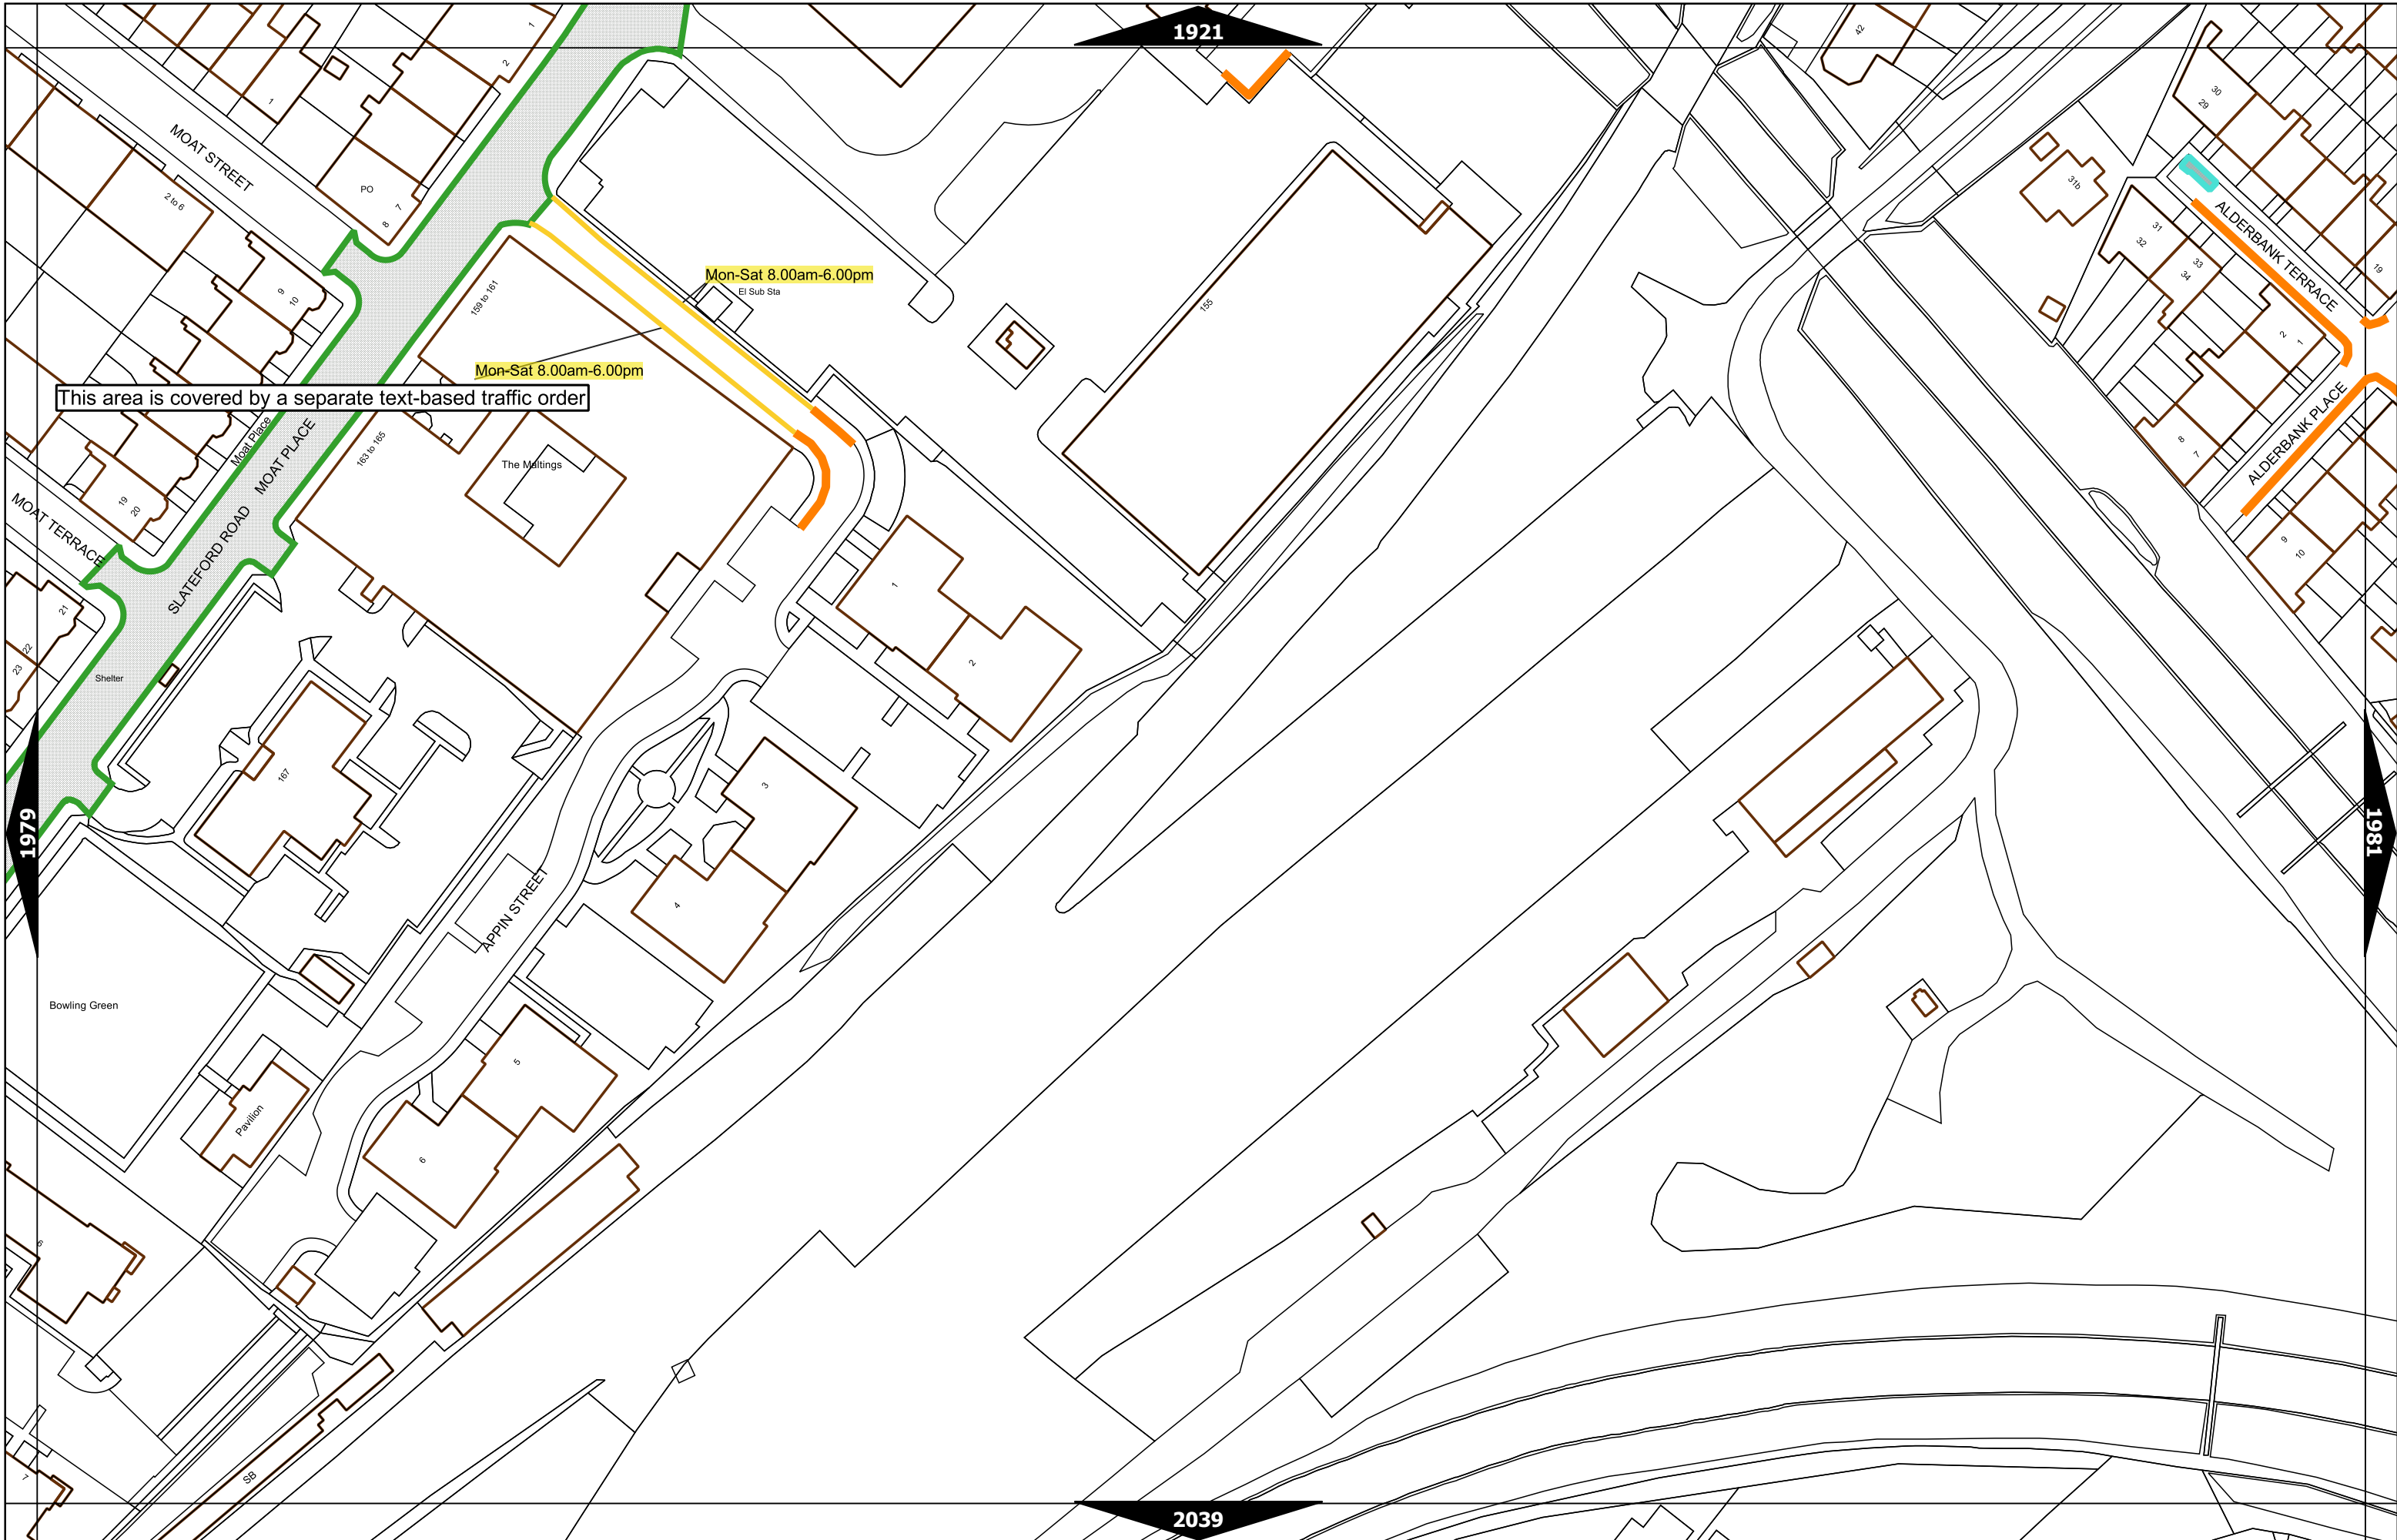 1921
1
2
1
42
30
29
MOAT STREET
PO
7
8
2 to 6
31b
ALDERBANK TERRACE
31
32
33
34
19
9
10
159 to 161
Mon-Sat 8.00am-6.00pm
El Sub Sta
155
2
1
Mon-Sat 8.00am-6.00pm
This area is covered by a separate text-based traffic order
Moat Place
MOAT PLACE
163 to 165
The Maltings
ALDERBANK PLACE
8
7
19
20
MOAT TERRACE
SLATEFORD ROAD
9
10
1
2
21
22
23
Shelter
167
3
1979
1981
4
APPIN STREET
Bowling Green
5
Pavilion
6
6
7
SB
2039